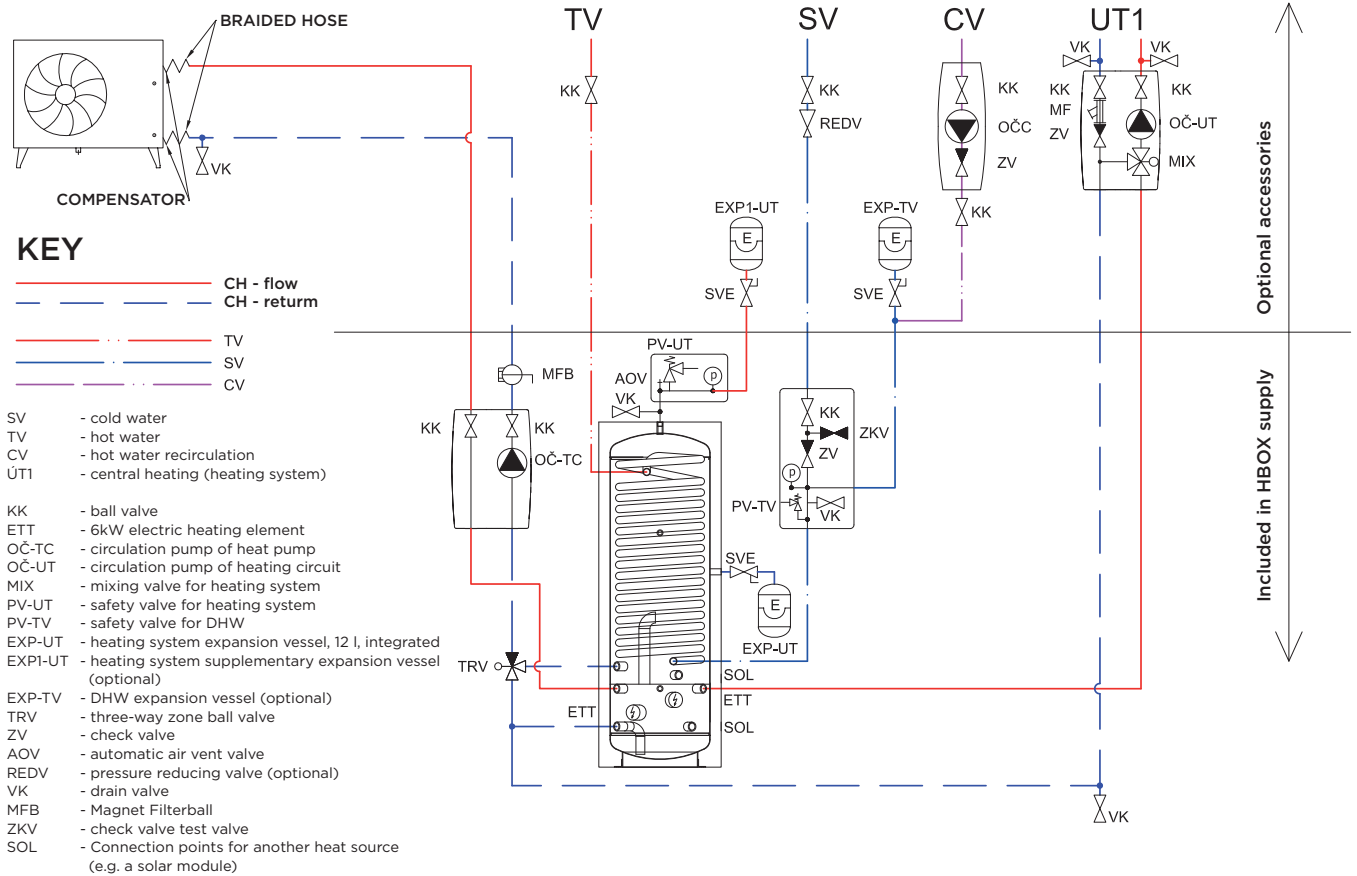 BRAIDED HOSE
VK
COMPENSATOR
TV
SV
CV
UT1
KK
KK
REDV
KK
OČC
ZV
KK
VK
VK
KK
MF
ZV
KK
OČ-UT
MIX
EXP1-UT
E
SVE
EXP-TV
E
SVE
Optional accessories
Included in HBOX supply
KEY
CH - flow
CH - returm
TV
SV
CV
SV - cold water
TV - hot water
CV - hot water recirculation
ÚT1 - central heating (heating system)
KK - ball valve
ETT - 6kW electric heating element
OČ-TC - circulation pump of heat pump
OČ-UT - circulation pump of heating circuit
MIX - mixing valve for heating system
PV-UT - safety valve for heating system
PV-TV - safety valve for DHW
EXP-UT - heating system expansion vessel, 12 l, integrated
EXP1-UT - heating system supplementary expansion vessel
(optional)
EXP-TV - DHW expansion vessel (optional)
TRV - three-way zone ball valve
ZV - check valve
AOV - automatic air vent valve
REDV - pressure reducing valve (optional)
VK - drain valve
MFB - Magnet Filterball
ZKV - check valve test valve
SOL - Connection points for another heat source
(e.g. a solar module)
MFB
KK
KK
OČ-TC
TRV
PV-UT
AOV
p
VK
KK
ZKV
ZV
p
PV-TV
VK
SVE
E
EXP-UT
SOL
ETT
ETT
SOL
VK